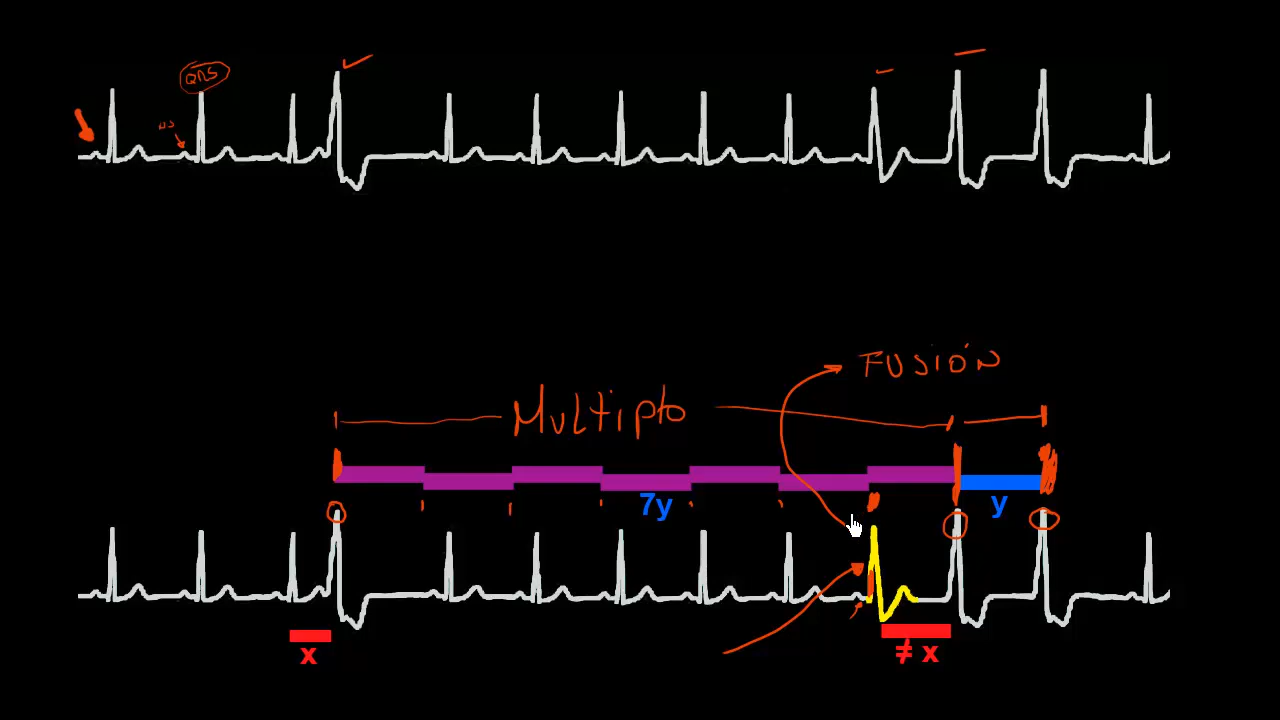 QRS
FUSIÓN
MULTIPLO
7y
y
x
≠ x